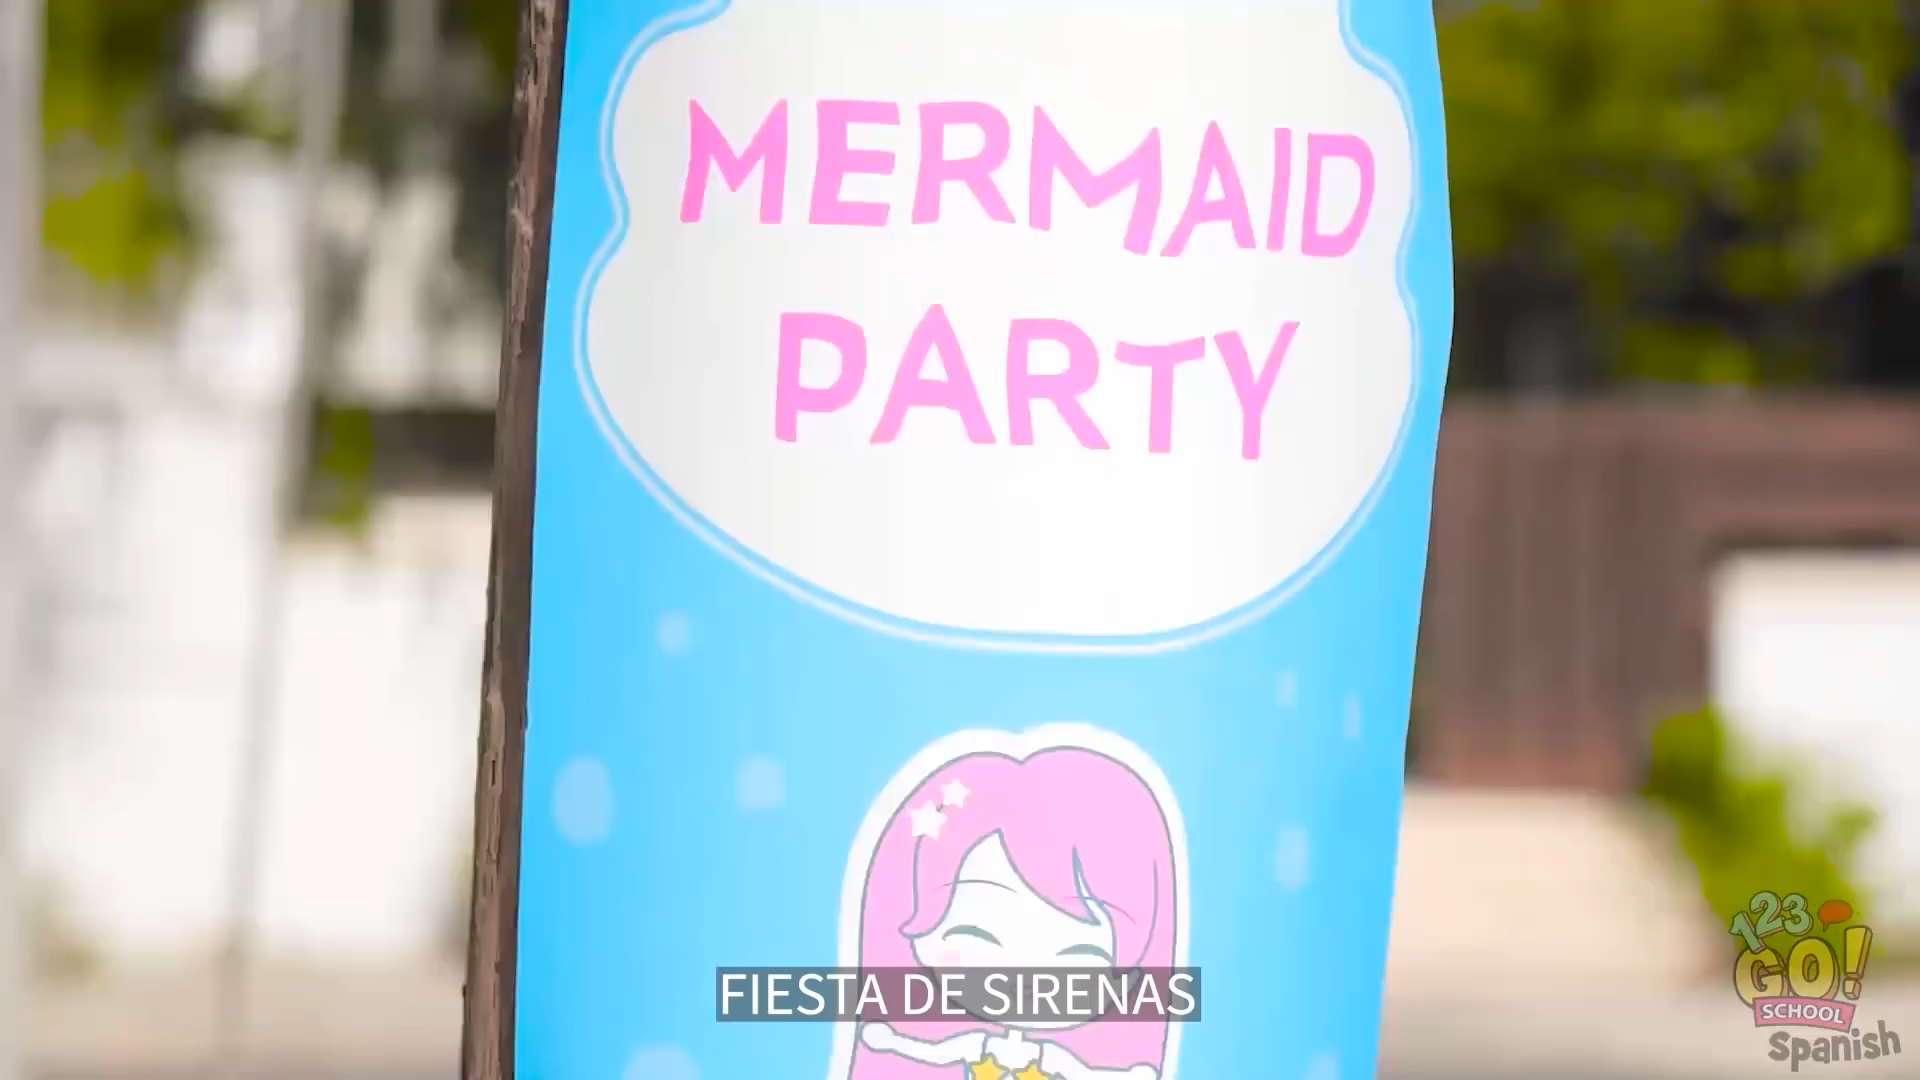 MERMAID
PARTY
FIESTA DE SIRENAS
123
GO!
SCHOOL
Spanish